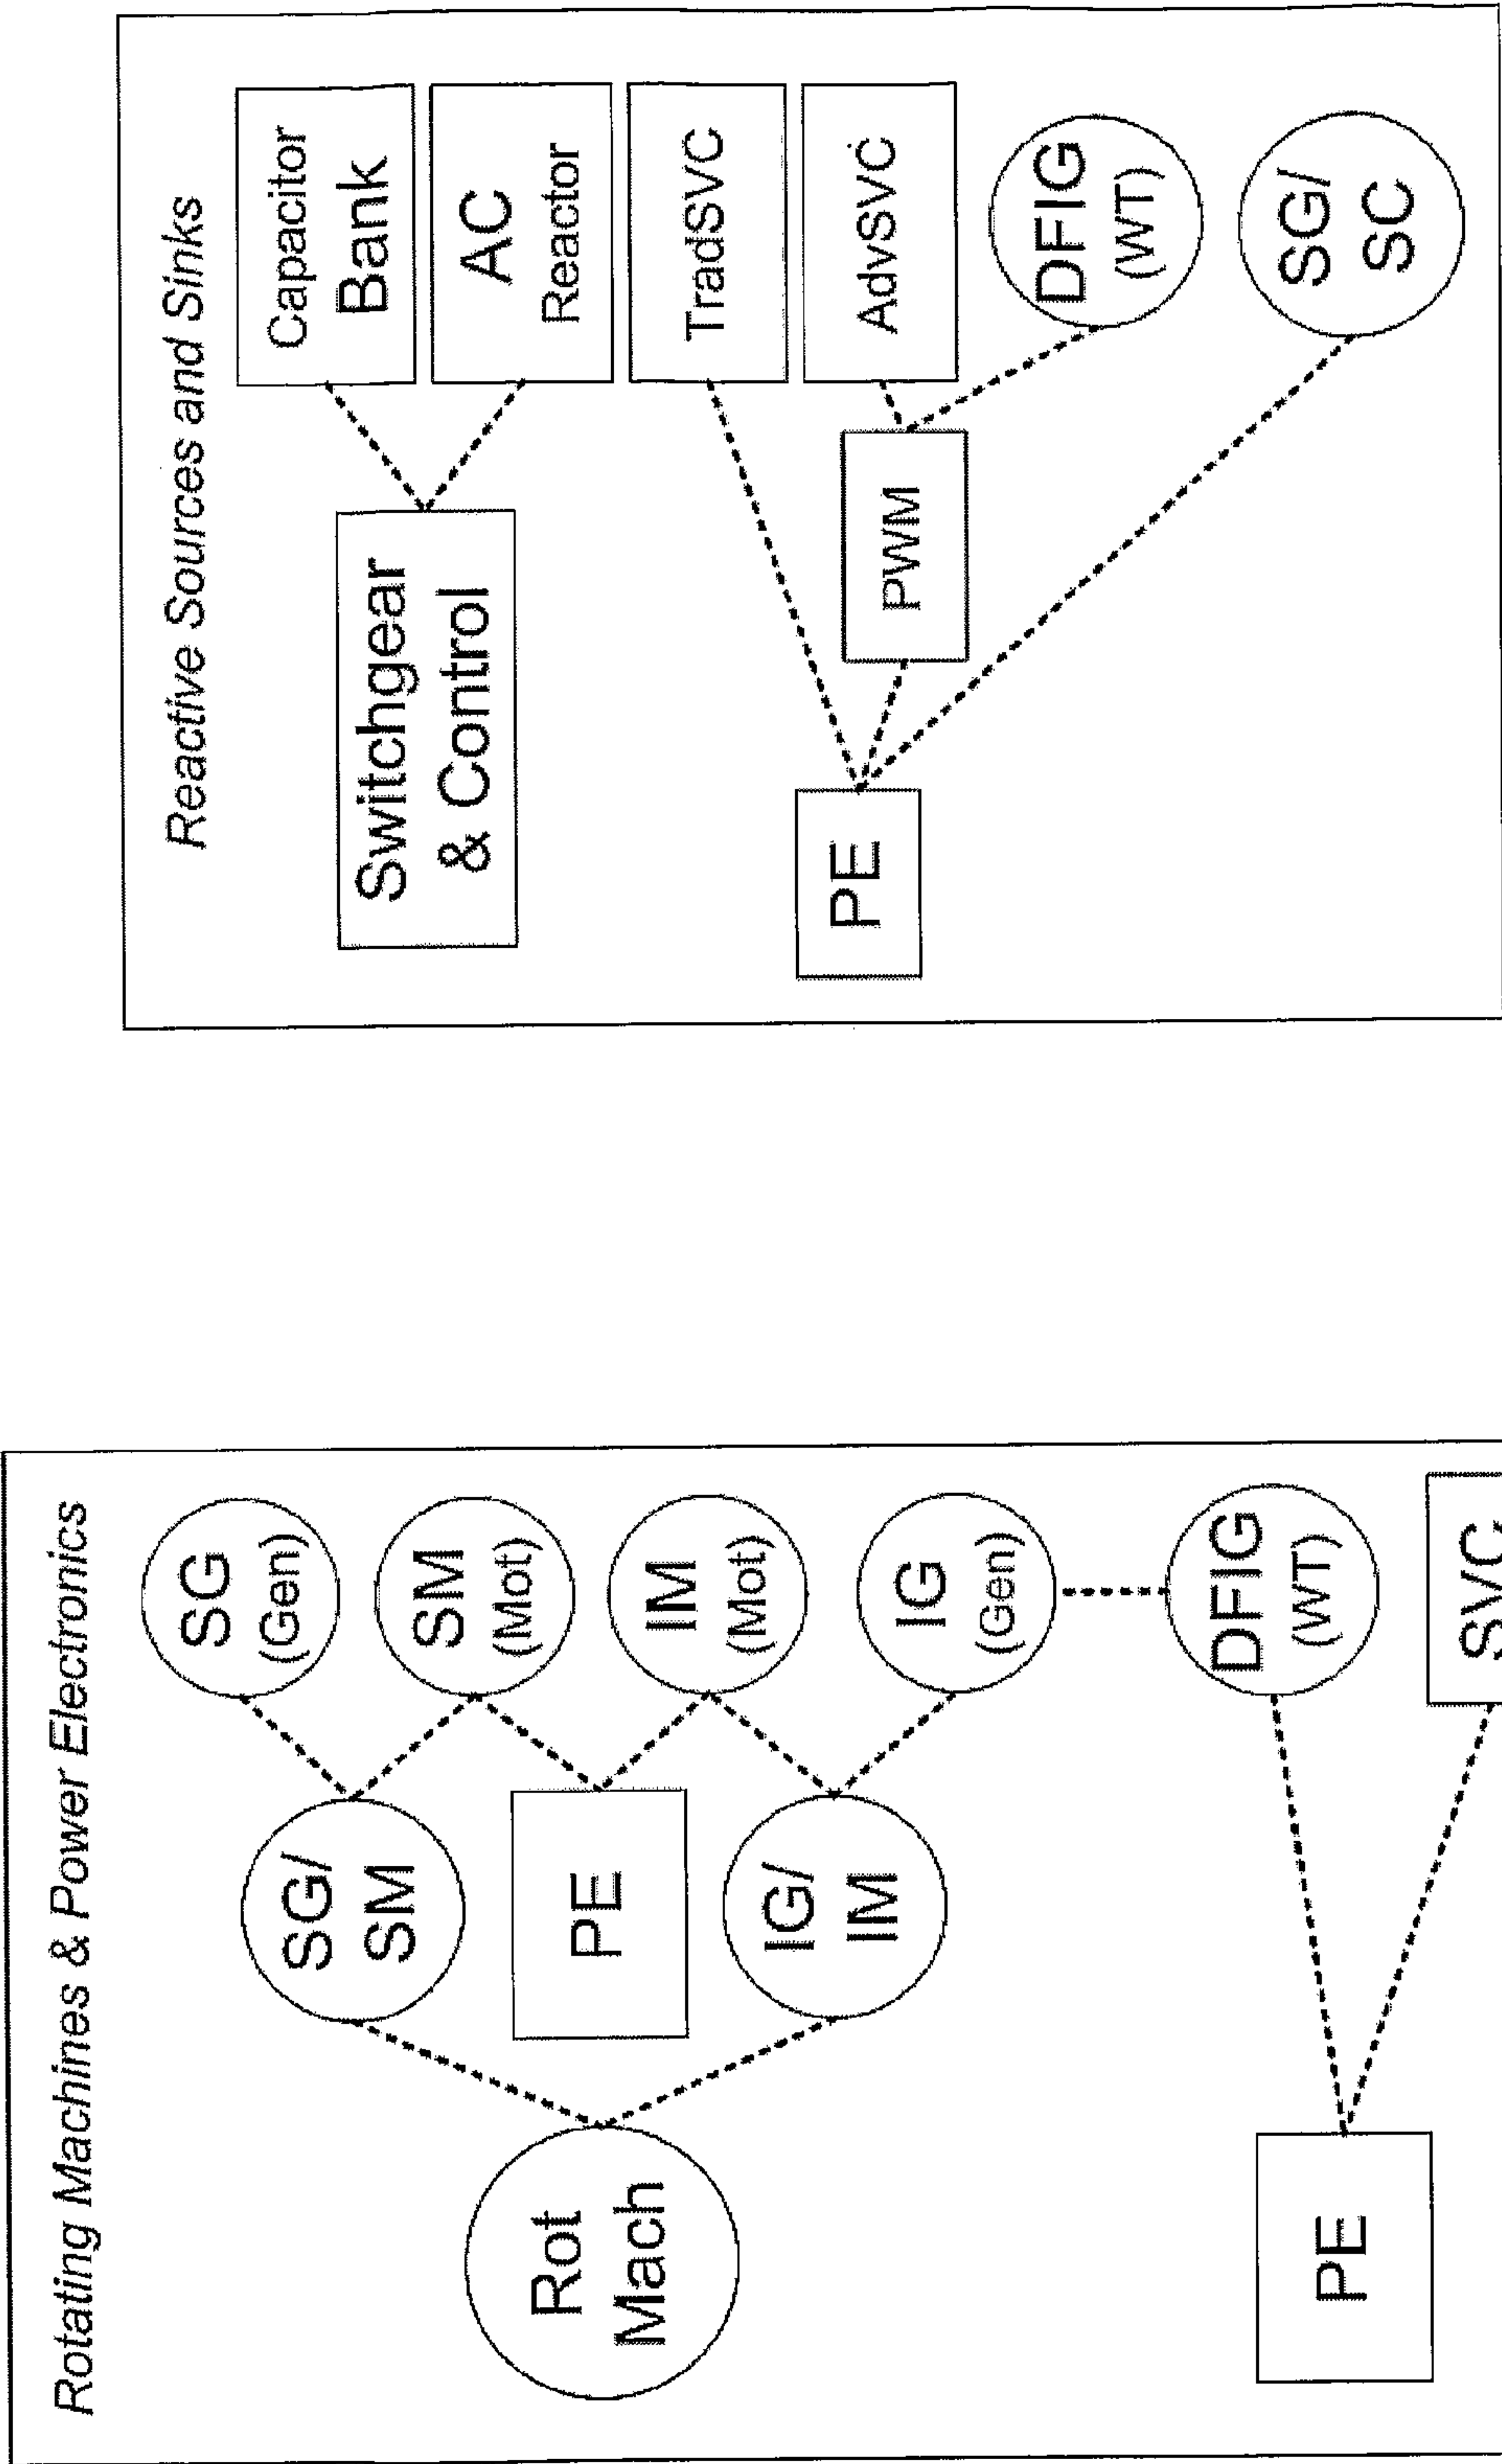 Rotating Machines & Power Electronics
SG
(Gen)
SG/
SM
SM
(Mot)
Rot
Mach
PE
IM
(Mot)
IG/
IM
IG
(Gen)
DFIG
(WT)
PE
SVC
Reactive Sources and Sinks
Capacitor
Bank
Switchgear
& Control
AC
Reactor
TradSVC
AdvSVC
PE
PWM
DFIG
(WT)
SG/
SC